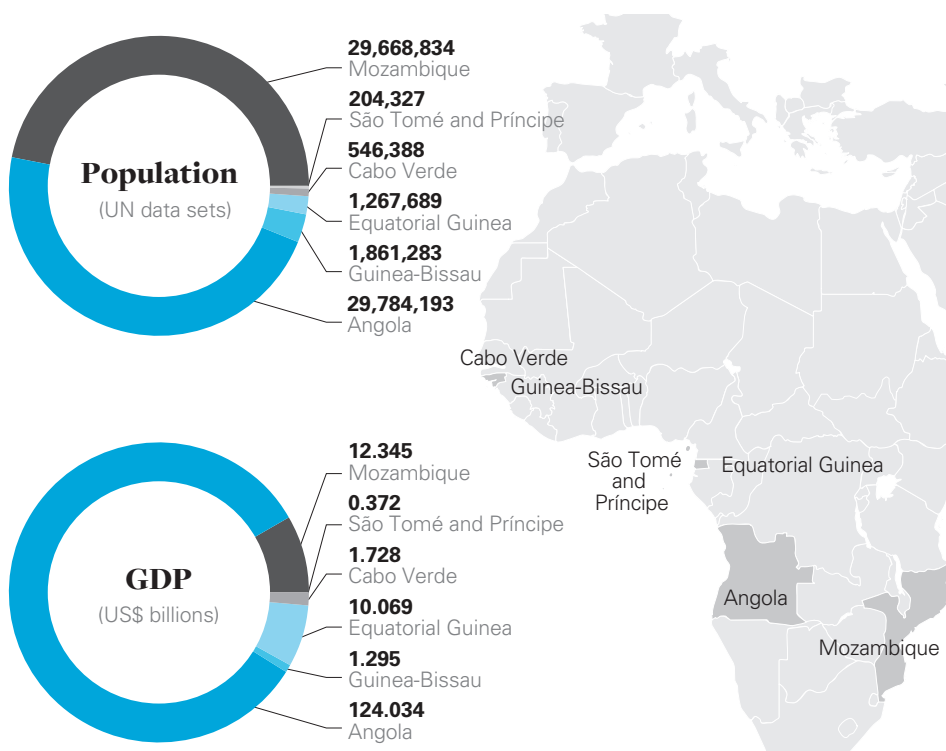 Population
(UN data sets)
29,668,834
Mozambique
204,327
São Tomé and Príncipe
546,388
Cabo Verde
1,267,689
Equatorial Guinea
1,861,283
Guinea-Bissau
29,784,193
Angola
GDP
(US$ billions)
12.345
Mozambique
0.372
São Tomé and Príncipe
1.728
Cabo Verde
10.069
Equatorial Guinea
1.295
Guinea-Bissau
124.034
Angola
Cabo Verde
Guinea-Bissau
São Tomé
and
Príncipe
Equatorial Guinea
Angola
Mozambique